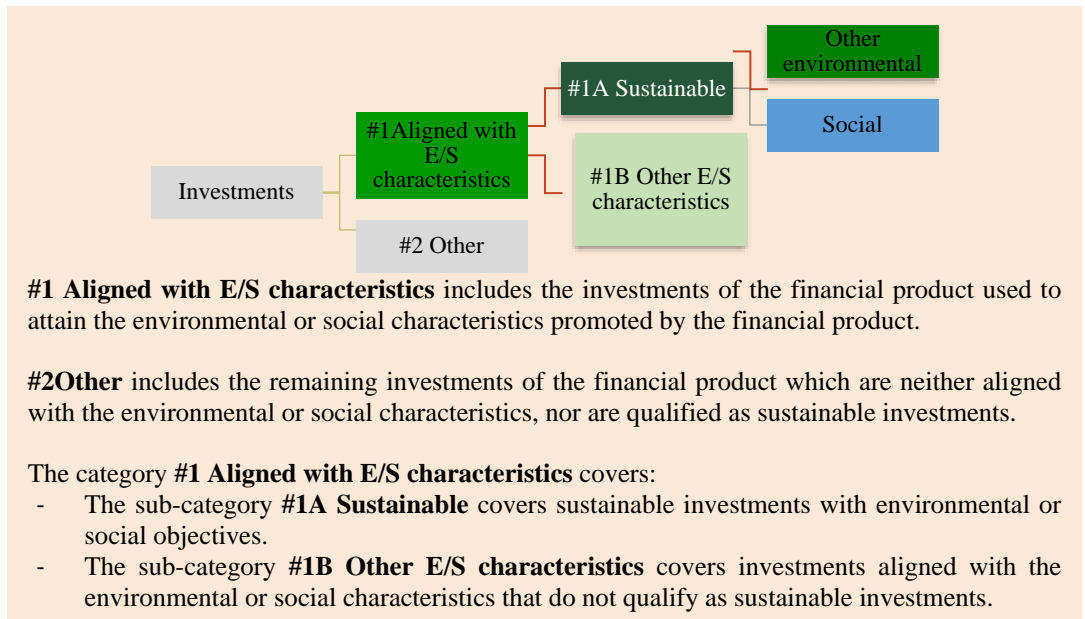 Other
environmental
#1A Sustainable
Social
#1Aligned with
E/S
characteristics
#1B Other E/S
characteristics
Investments
#2 Other
#1 Aligned with E/S characteristics includes the investments of the financial product used to
attain the environmental or social characteristics promoted by the financial product.
#2Other includes the remaining investments of the financial product which are neither aligned
with the environmental or social characteristics, nor are qualified as sustainable investments.
The category #1 Aligned with E/S characteristics covers:
- The sub-category #1A Sustainable covers sustainable investments with environmental or
social objectives.
- The sub-category #1B Other E/S characteristics covers investments aligned with the
environmental or social characteristics that do not qualify as sustainable investments.